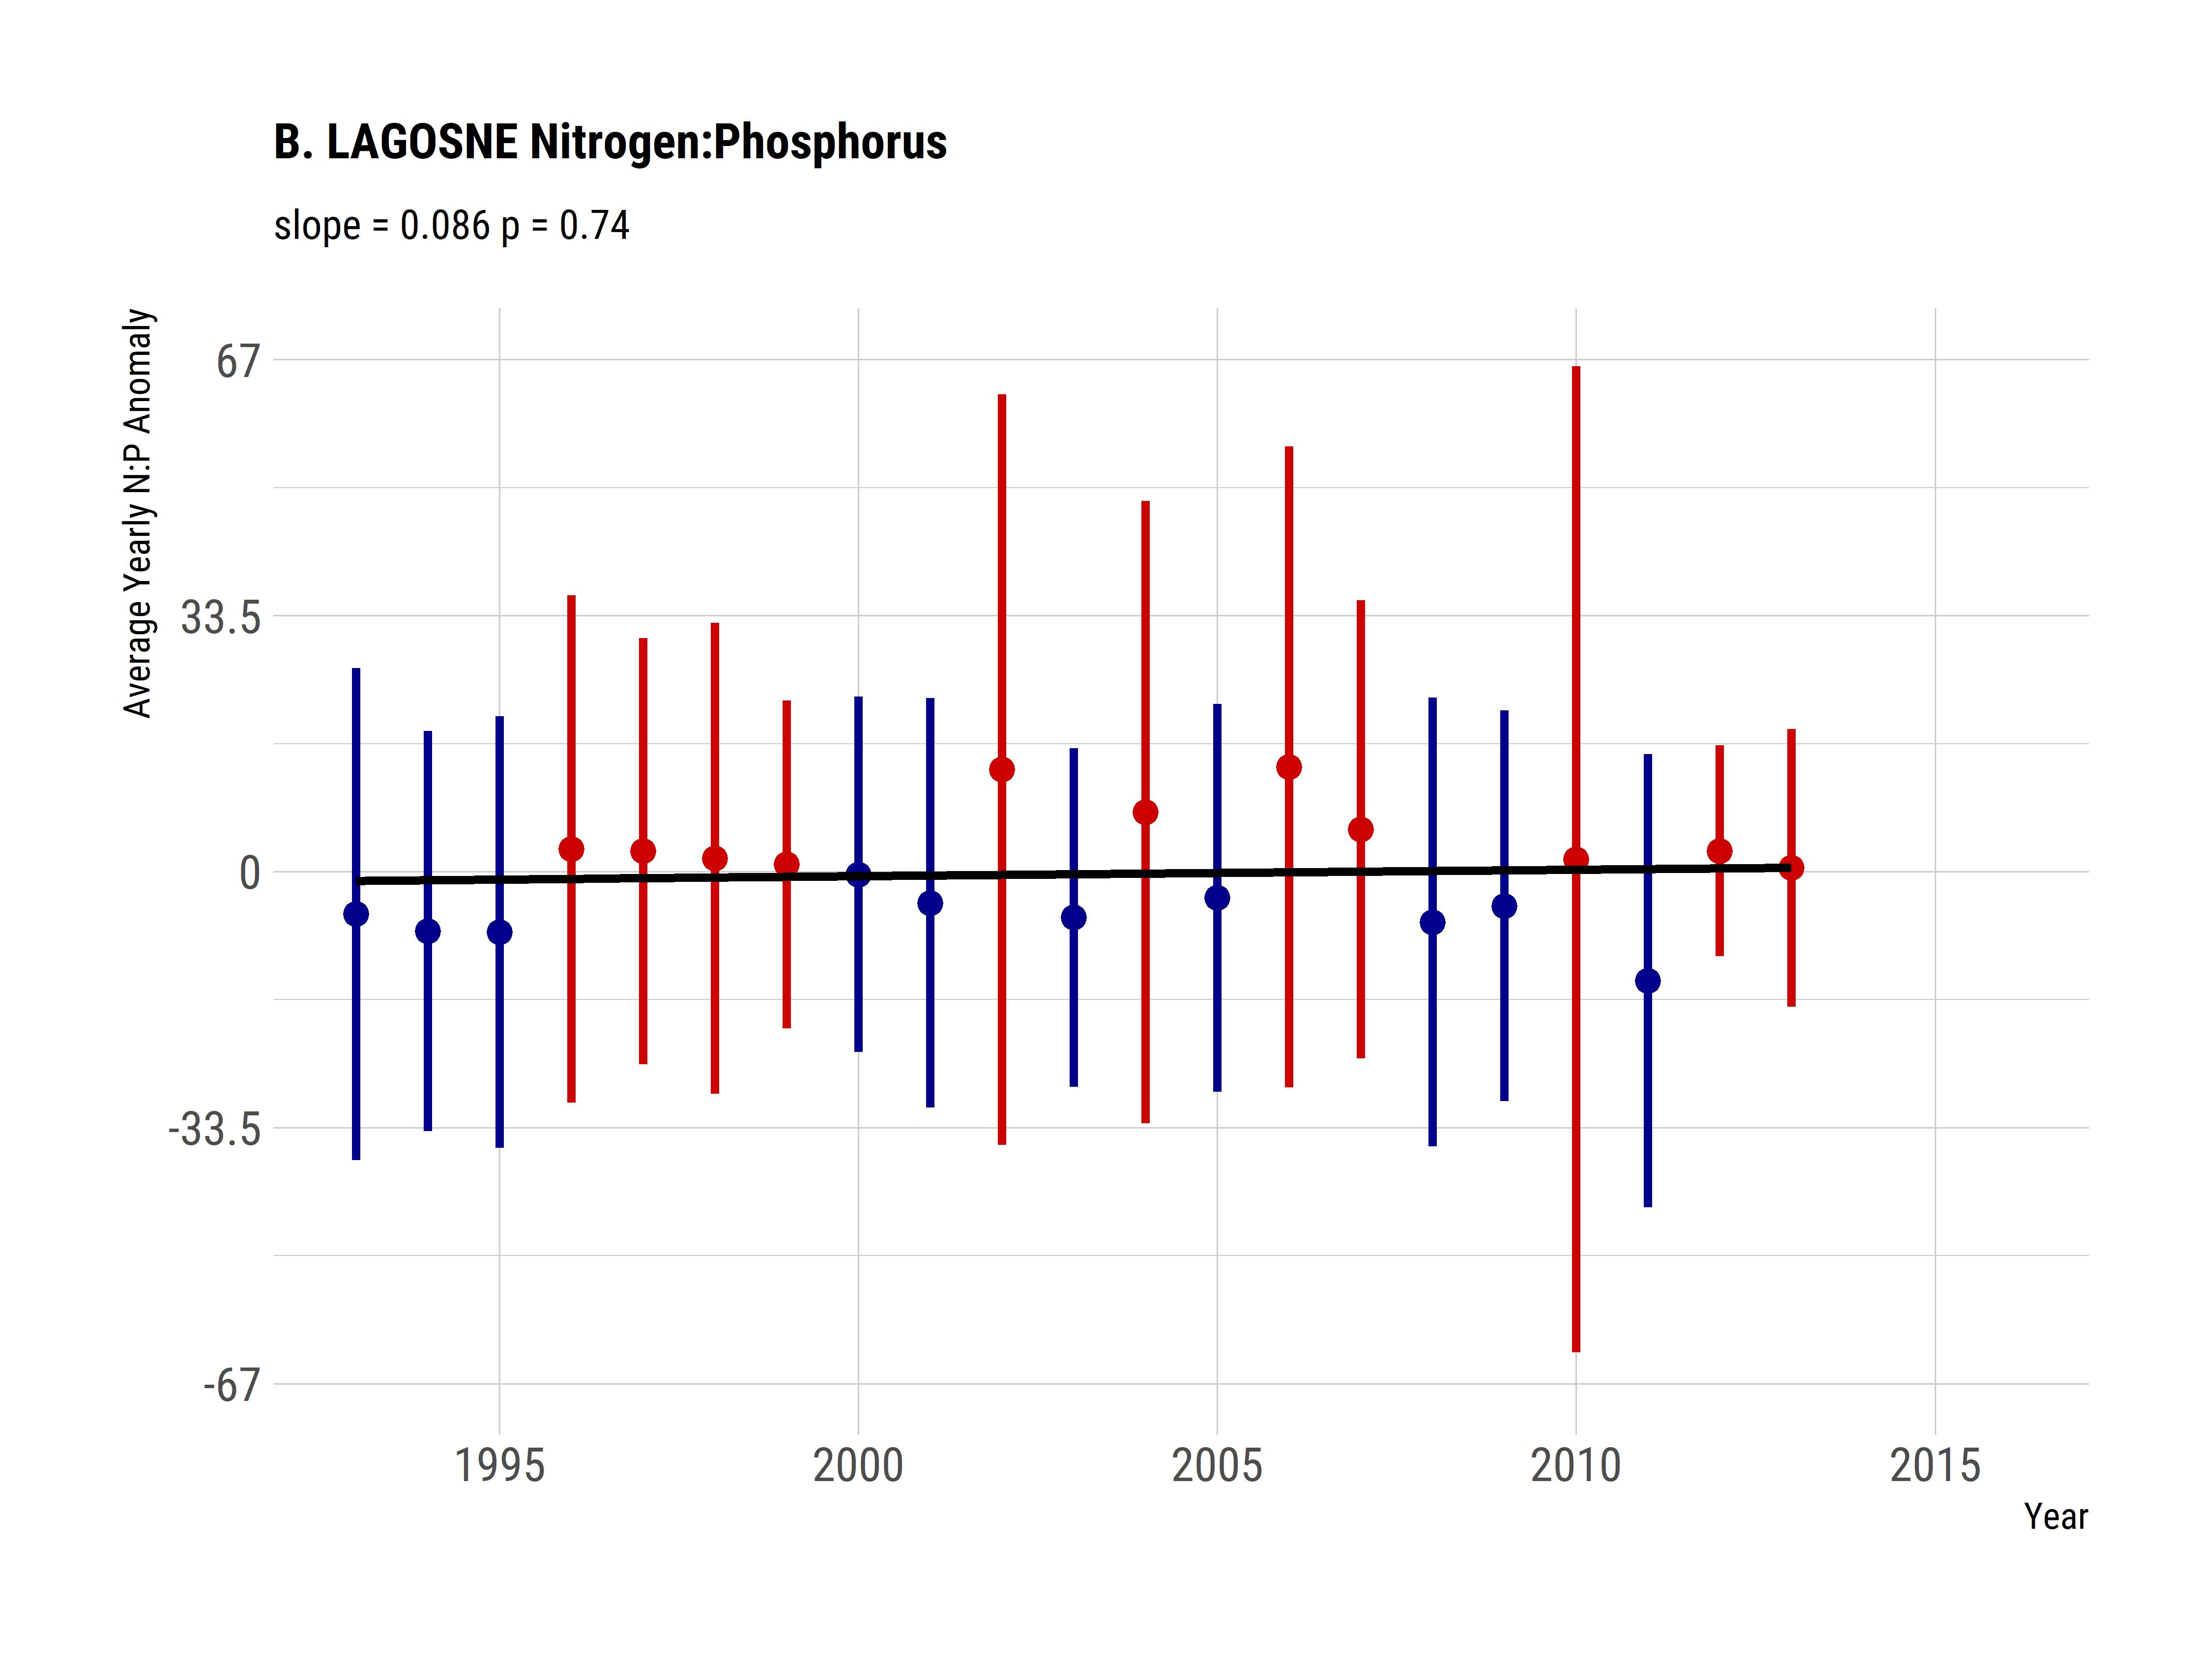 B. LAGOSNE Nitrogen:Phosphorus
slope = 0.086 p = 0.74
Average Yearly N:P Anomaly
67
33.5
0
-33.5
-67
1995 2000 2005 2010 2015
Year